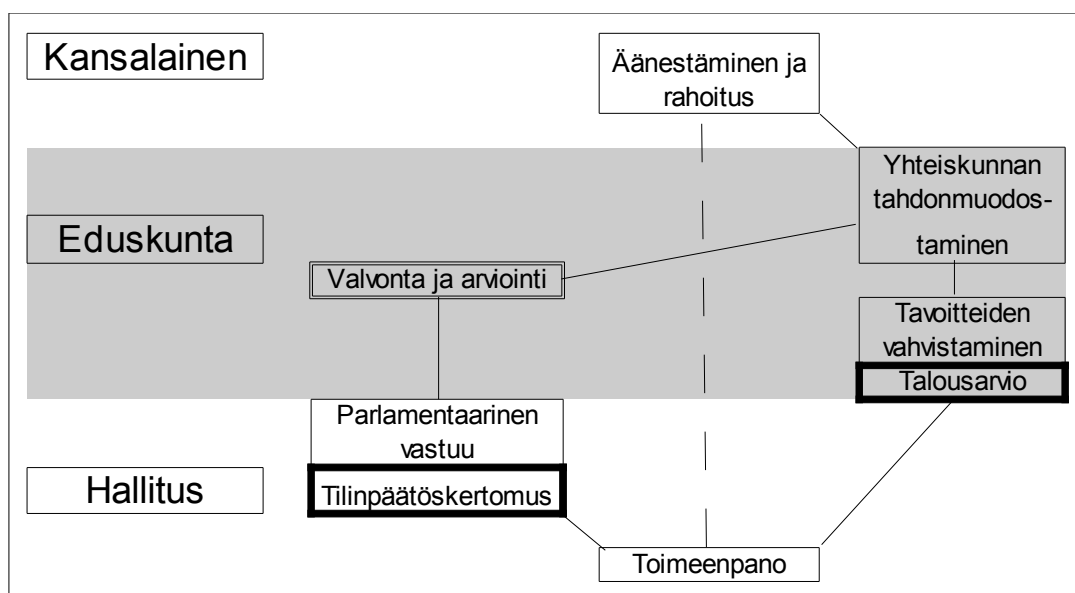 Kansalainen
Äänestäminen ja
rahoitus
Yhteiskunnan
tahdonmuodos-
taminen
Eduskunta
Valvonta ja arviointi
Tavoitteiden
vahvistaminen
Talousarvio
Parlamentaarinen
vastuu
Hallitus
Tilinpäätöskertomus
Toimeenpano